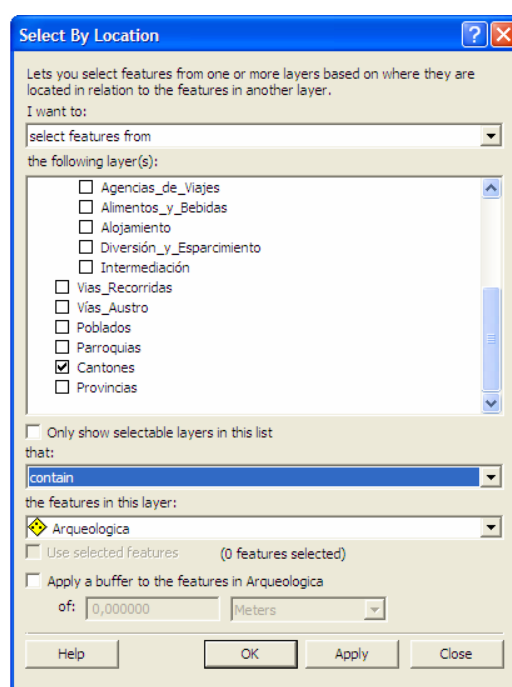 Select By Location
Lets you select features from one or more layers based on where they are
located in relation to the features in another layer.
I want to:
select features from
the following layer(s):
Agencias_de_Viajes
Alimentos_y_Bebidas
Alojamiento
Diversión_y_Esparcimiento
Intermediación
Vias_Recorridas
Vías_Austro
Poblados
Parroquias
Cantones
Provincias
Only show selectable layers in this list
that:
contain
the features in this layer:
Arqueologica
Use selected features (0 features selected)
Apply a buffer to the features in Arqueologica
of: 0,000000 Meters
Help OK Apply Close